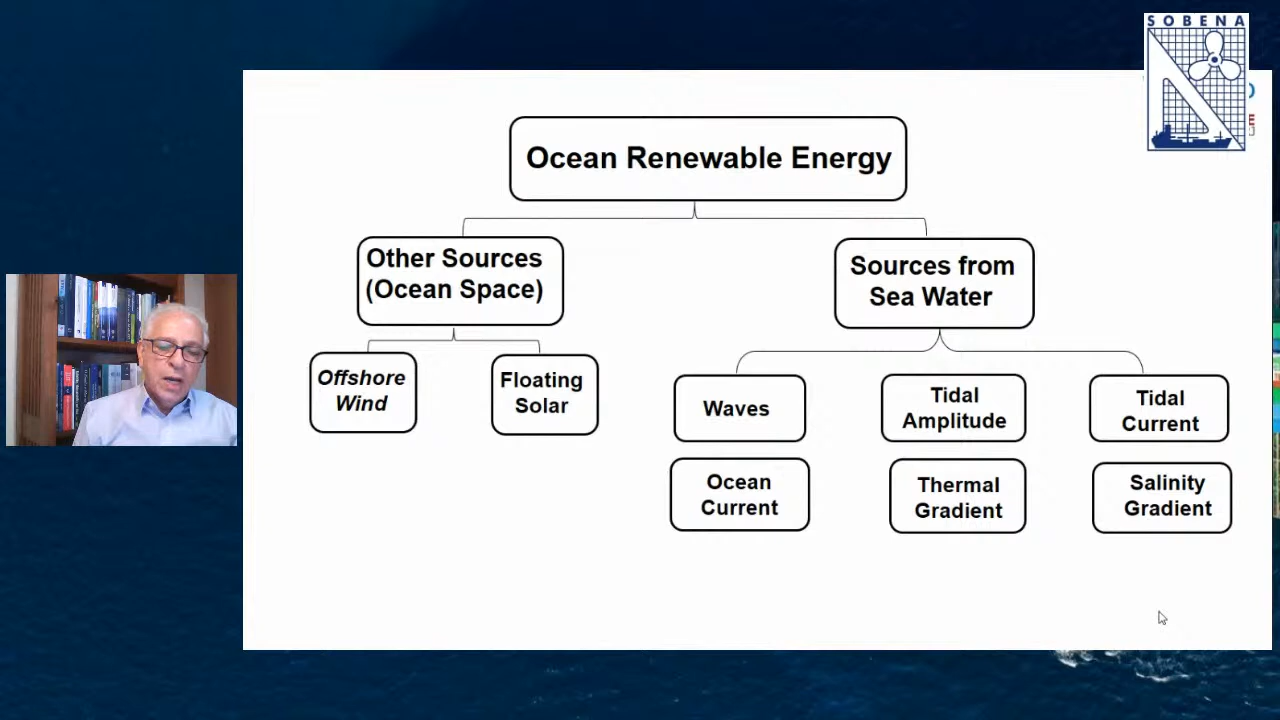 SOBENA
Ocean Renewable Energy
Other Sources
(Ocean Space)
Sources from
Sea Water
Offshore
Wind
Floating
Solar
Waves
Tidal
Amplitude
Tidal
Current
Ocean
Current
Thermal
Gradient
Salinity
Gradient